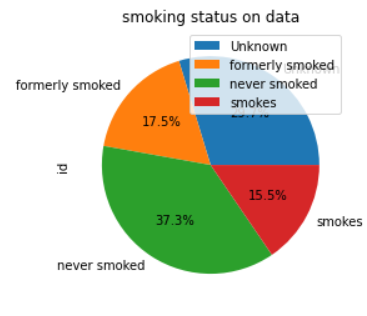 smoking status on data
Unknown
formerly smoked
never smoked
smokes
Unknown
formerly smoked
17.5%
id
15.5%
37.3%
smokes
never smoked